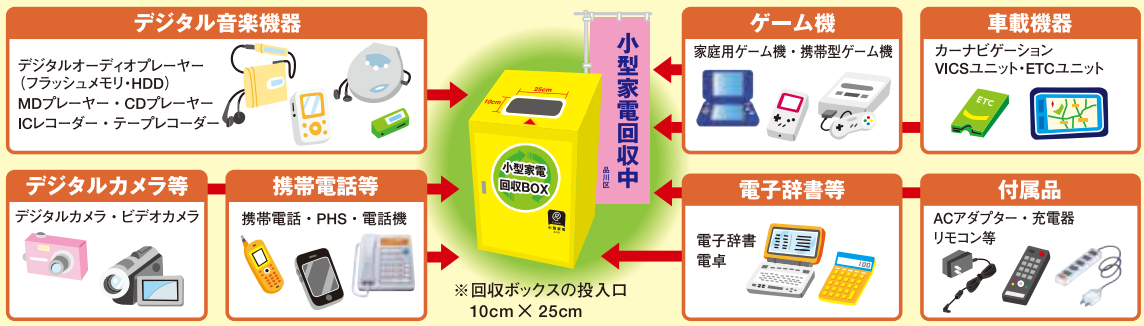 デジタル音楽機器
デジタルオーディオプレーヤー
（フラッシュメモリ・HDD）
MDプレーヤー・CDプレーヤー
ICレコーダー・テープレコーダー
デジタルカメラ等
デジタルカメラ・ビデオカメラ
携帯電話等
携帯電話・PHS・電話機
25cm
10cm
小型家電
回収BOX
小型家電
小型家電回収中
品川区
※回収ボックスの投入口
10cm×25cm
ゲーム機
家庭用ゲーム機・携帯型ゲーム機
車載機器
カーナビゲーション
VICSユニット・ETCユニット
ETC
電子辞書等
電子辞書
電卓
100
付属品
ACアダプター・充電器
リモコン等